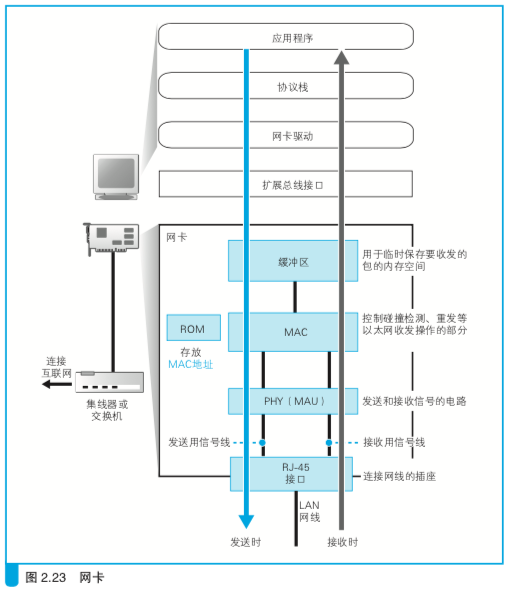 应用程序
协议栈
网卡驱动
扩展总线接口
网卡
缓冲区
用于临时保存要收发的
包的内存空间
ROM
MAC
控制碰撞检测、重发等
以太网收发操作的部分
存放
MAC地址
连接
互联网
集线器或
交换机
PHY（MAU）
发送和接收信号的电路
发送用信号线
接收用信号线
RJ-45
接口
连接网线的插座
LAN
网线
发送时
接收时
图 2.23 网卡